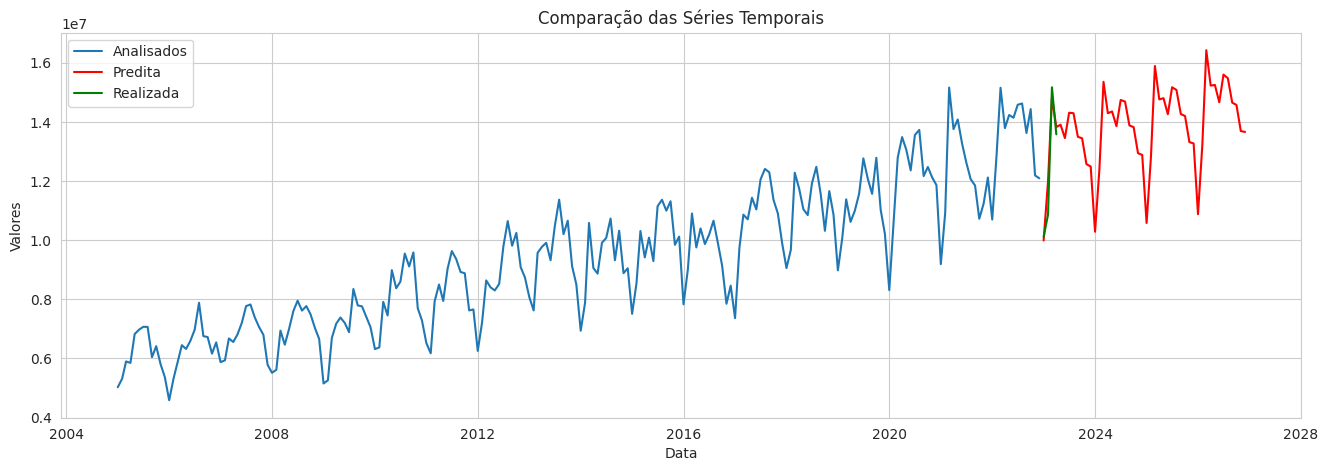 Comparação das Séries Temporais
1e7
Analisados
Predita
Realizada
1.6
1.4
1.2
1.0
0.8
0.6
0.4
Valores
2004 2008 2012 2016 2020 2024 2028
Data